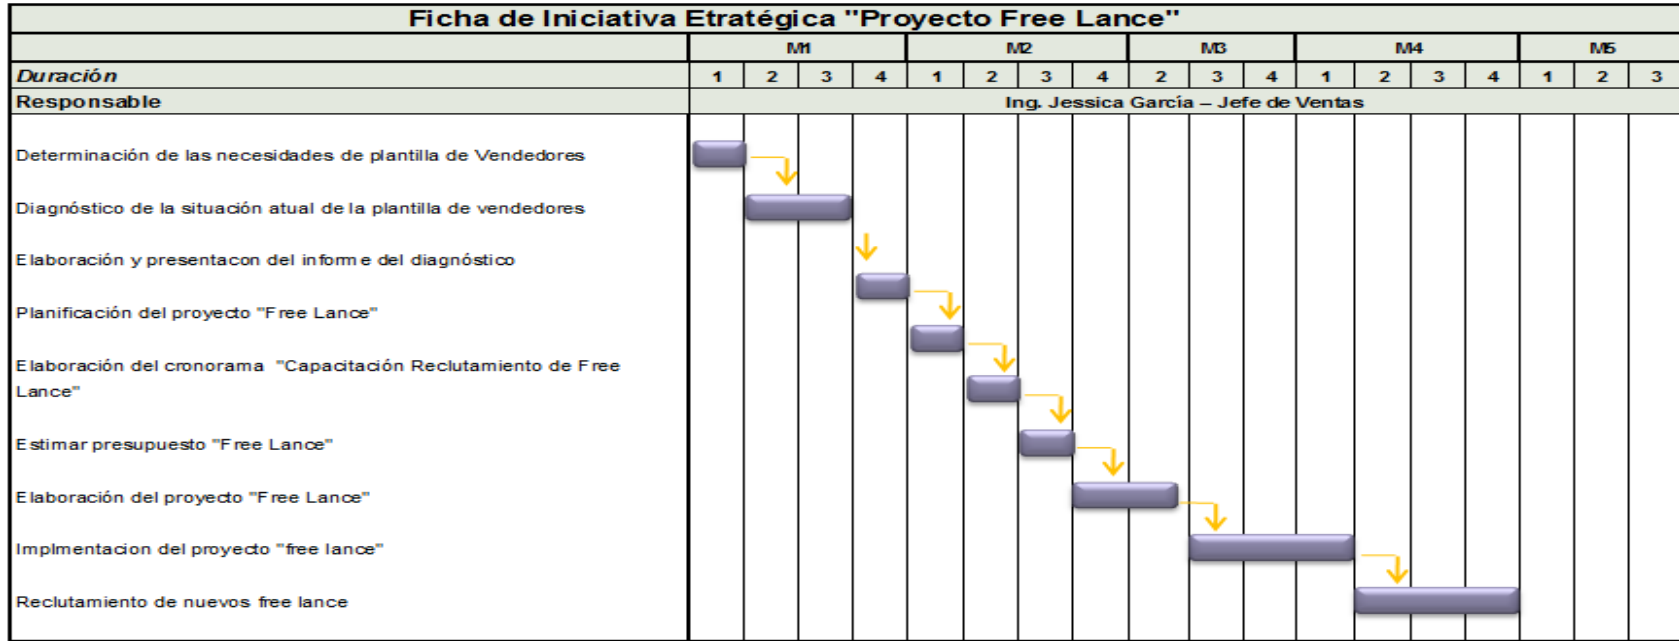 Ficha de Iniciativa Etratégica "Proyecto Free Lance"
M1 M2 M3 M4 M5
Duración 1 2 3 4 1 2 3 4 2 3 4 1 2 3 4 1 2 3
Responsable Ing. Jessica García – Jefe de Ventas
Determinación de las necesidades de plantilla de Vendedores
Diagnóstico de la situación atual de la plantilla de vendedores
Elaboración y presentacon del informe del diagnóstico
Planificación del proyecto "Free Lance"
Elaboración del cronorama "Capacitación Reclutamiento de Free
Lance"
Estimar presupuesto "Free Lance"
Elaboración del proyecto "Free Lance"
Implmentacion del proyecto "free lance"
Reclutamiento de nuevos free lance